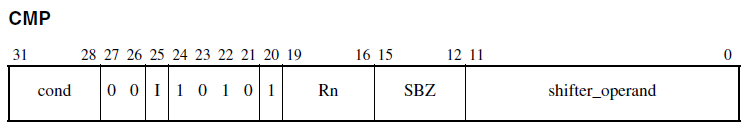 CMP
31 28 27 26 25 24 23 22 21 20 19 16 15 12 11 0
cond 0 0 I 1 0 1 0 1 Rn SBZ shifter_operand